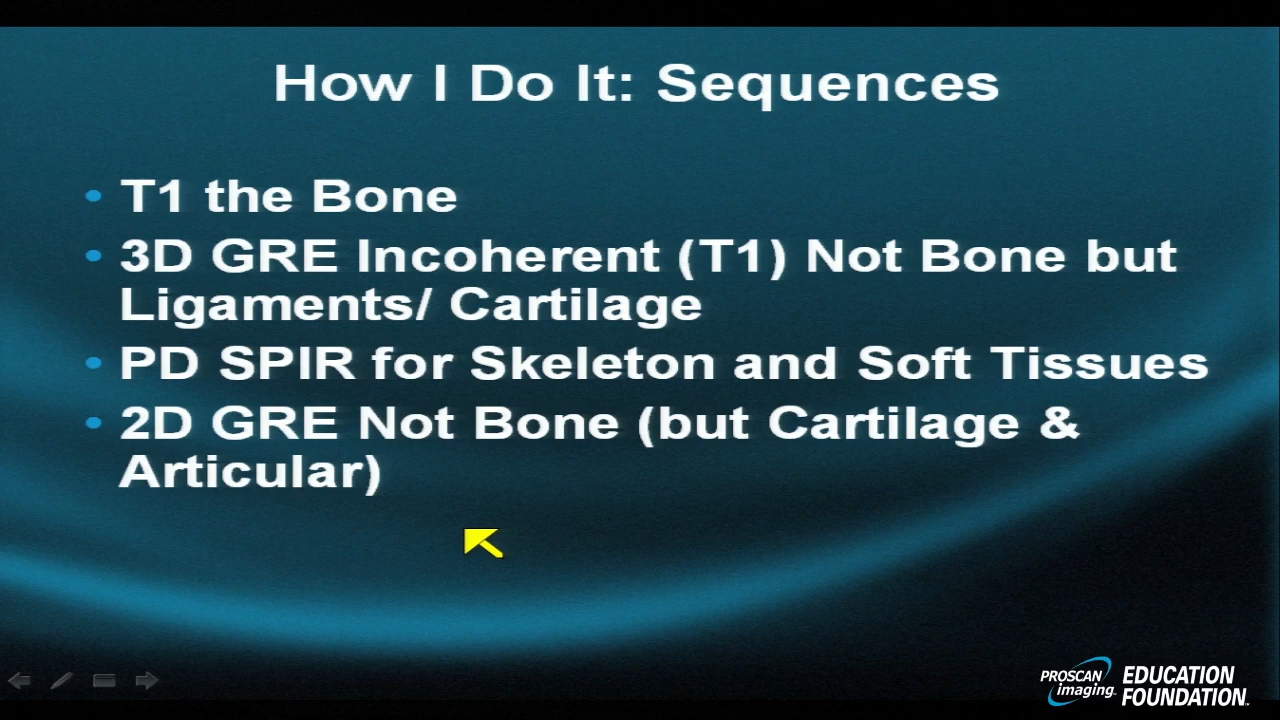 How I Do It: Sequences
• T1 the Bone
• 3D GRE Incoherent (T1) Not Bone but
Ligaments/ Cartilage
• PD SPIR for Skeleton and Soft Tissues
• 2D GRE Not Bone (but Cartilage &
Articular)
PROSCAN
imaging
EDUCATION
FOUNDATION